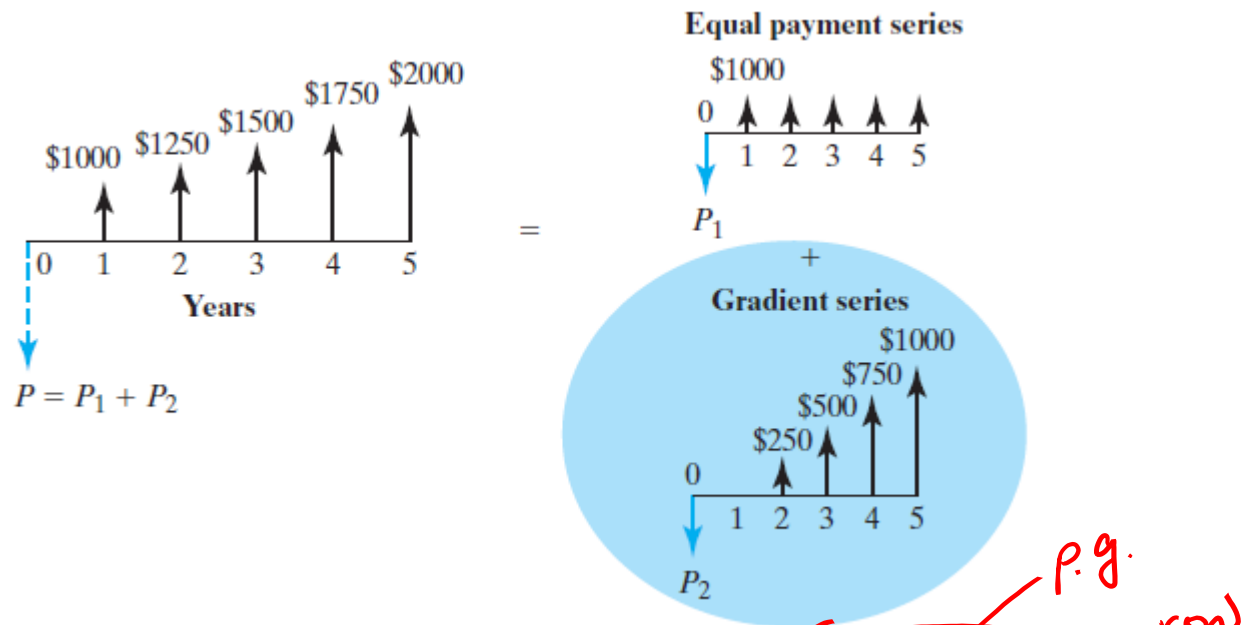 $1000 $1250 $1500 $1750 $2000
0 1 2 3 4 5
Years
P = P₁ + P₂
=
Equal payment series
$1000
0
1 2 3 4 5
P₁
+
Gradient series
$250 $500 $750 $1000
0
1 2 3 4 5
P₂
p.g.